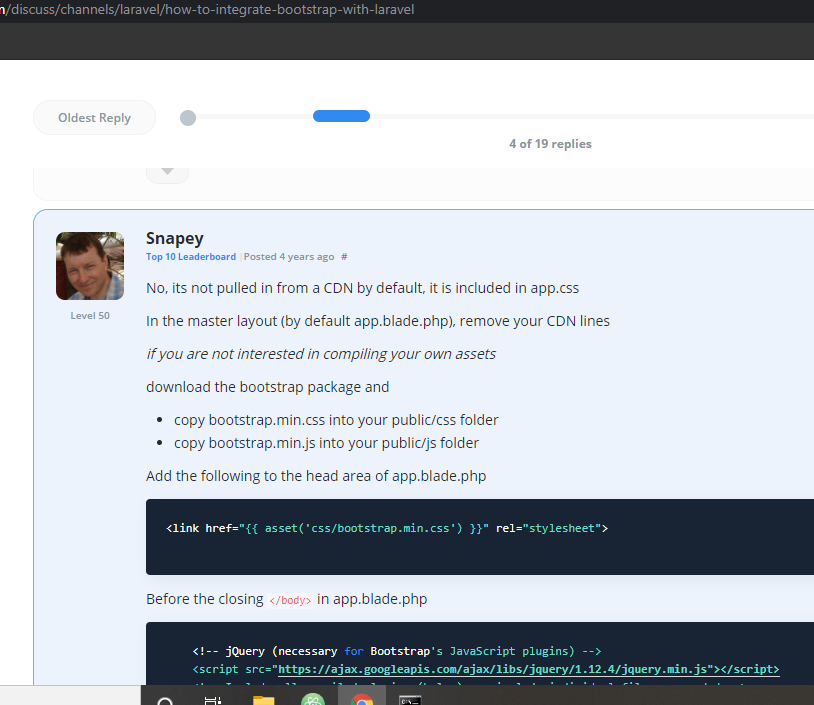 /discuss/channels/laravel/how-to-integrate-bootstrap-with-laravel
Oldest Reply
4 of 19 replies
Snapey
Top 10 Leaderboard | Posted 4 years ago #
Level 50
No, its not pulled in from a CDN by default, it is included in app.css
In the master layout (by default app.blade.php), remove your CDN lines
if you are not interested in compiling your own assets
download the bootstrap package and
• copy bootstrap.min.css into your public/css folder
• copy bootstrap.min.js into your public/js folder
Add the following to the head area of app.blade.php
<link href="{{ asset('css/bootstrap.min.css') }}" rel="stylesheet">
Before the closing </body> in app.blade.php
<!-- jQuery (necessary for Bootstrap's JavaScript plugins) -->
<script src="https://ajax.googleapis.com/ajax/libs/jquery/1.12.4/jquery.min.js"></script>